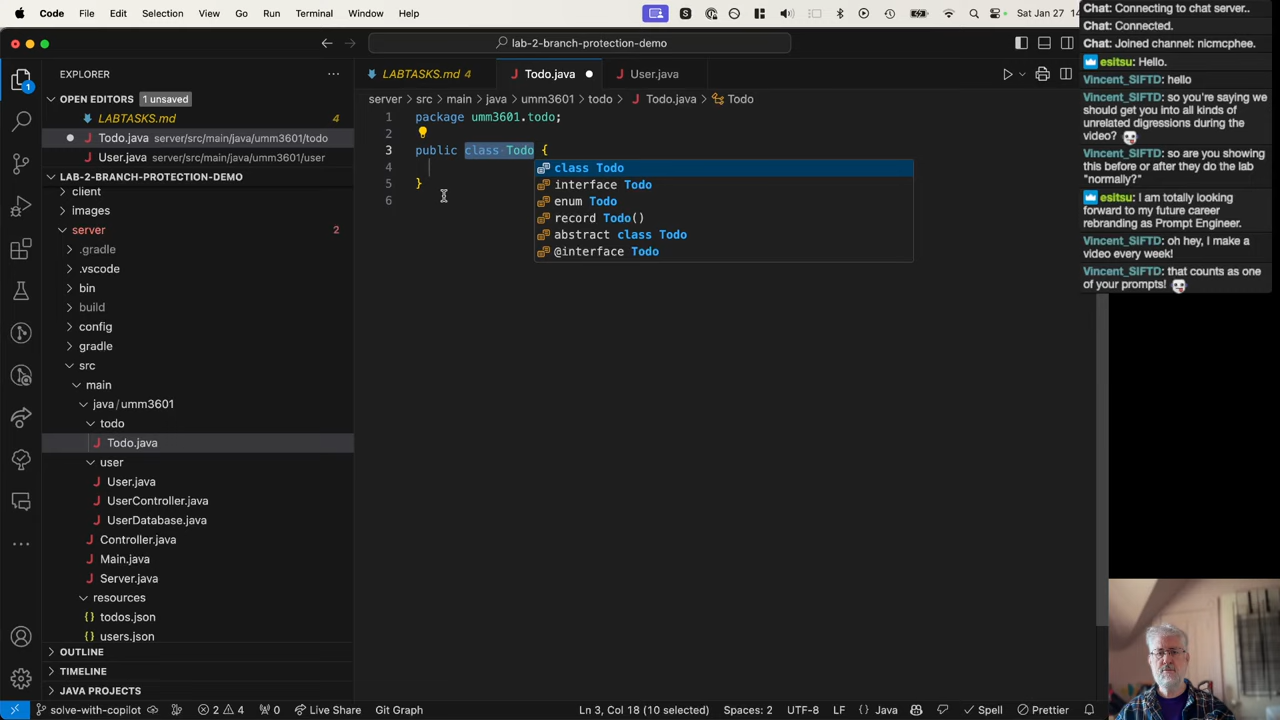 Code File Edit Selection View Go Run Terminal Window Help
Sat Jan 27
lab-2-branch-protection-demo
EXPLORER
OPEN EDITORS 1 unsaved
LABTASKS.md
Todo.java server/src/main/java/umm3601/todo
User.java server/src/main/java/umm3601/user
LAB-2-BRANCH-PROTECTION-DEMO
client
images
server 2
.gradle
.vscode
bin
build
config
gradle
src
main
java/umm3601
todo
Todo.java
user
User.java
UserController.java
UserDatabase.java
Controller.java
Main.java
Server.java
resources
{} todos.json
{} users.json
OUTLINE
TIMELINE
JAVA PROJECTS
1
LABTASKS.md 4
Todo.java
User.java
server > src > main > java > umm3601 > todo > Todo.java > Todo
1 package umm3601.todo;
2
3 public class Todo {
4
5 }
6
class Todo
interface Todo
enum Todo
record Todo()
abstract class Todo
@interface Todo
Chat: Connecting to chat server..
Chat: Connected.
Chat: Joined channel: nicmcphee.
esitsu: Hello.
Vincent_SIFTD: hello
Vincent_SIFTD: so you're saying we
should get you into all kinds of
unrelated digressions during the
video?
Vincent_SIFTD: so are you showing
this before or after they do the lab
"normally?"
esitsu: I am totally looking
forward to my future career
rebranding as Prompt Engineer.
Vincent_SIFTD: oh hey, I make a
video every week!
Vincent_SIFTD: that counts as one
of your prompts!
solve-with-copilot 2 4 0 Live Share Git Graph
Ln 3, Col 18 (10 selected) Spaces: 2 UTF-8 LF {} Java Spell Prettier